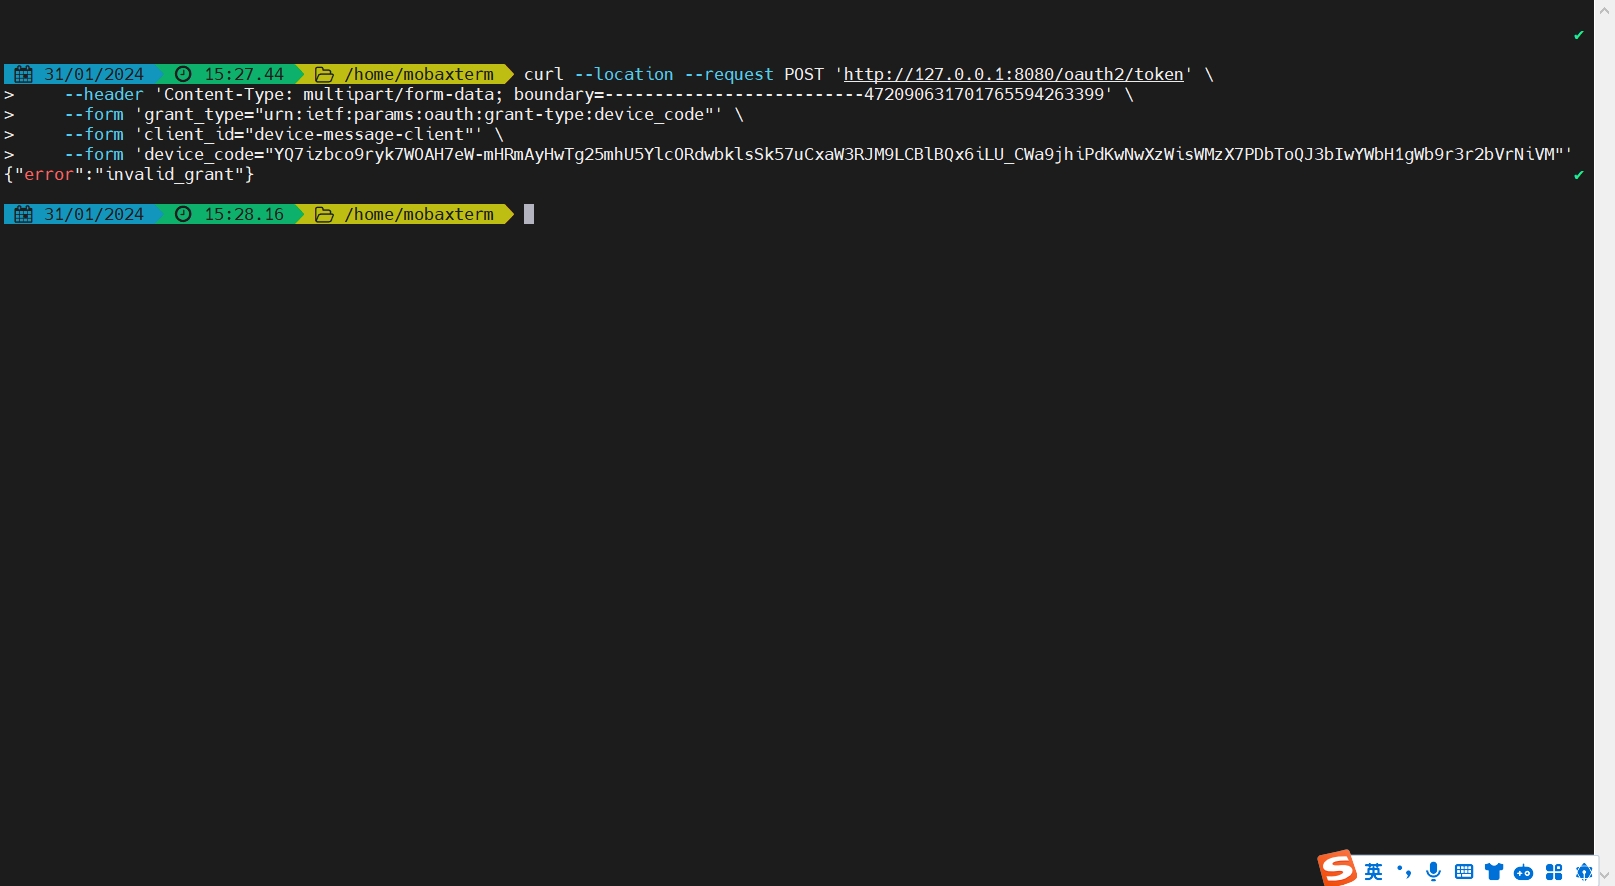 31/01/2024 15:27.44 /home/mobaxterm curl --location --request POST 'http://127.0.0.1:8080/oauth2/token' \
> --header 'Content-Type: multipart/form-data; boundary=--------------------------472090631701765594263399' \
> --form 'grant_type="urn:ietf:params:oauth:grant-type:device_code"' \
> --form 'client_id="device-message-client"' \
> --form 'device_code="YQ7izbco9ryk7WOAH7eW-mHRmAyHwTg25mhU5YlcORdwbklsSk57uCxaW3RJM9LCBlBQx6iLU_CWa9jhiPdKwNwXzWisWMzX7PDbToQJ3bIwYWbH1gWb9r3r2bVrNiVM"'
{"error":"invalid_grant"}
31/01/2024 15:28.16 /home/mobaxterm
S 英